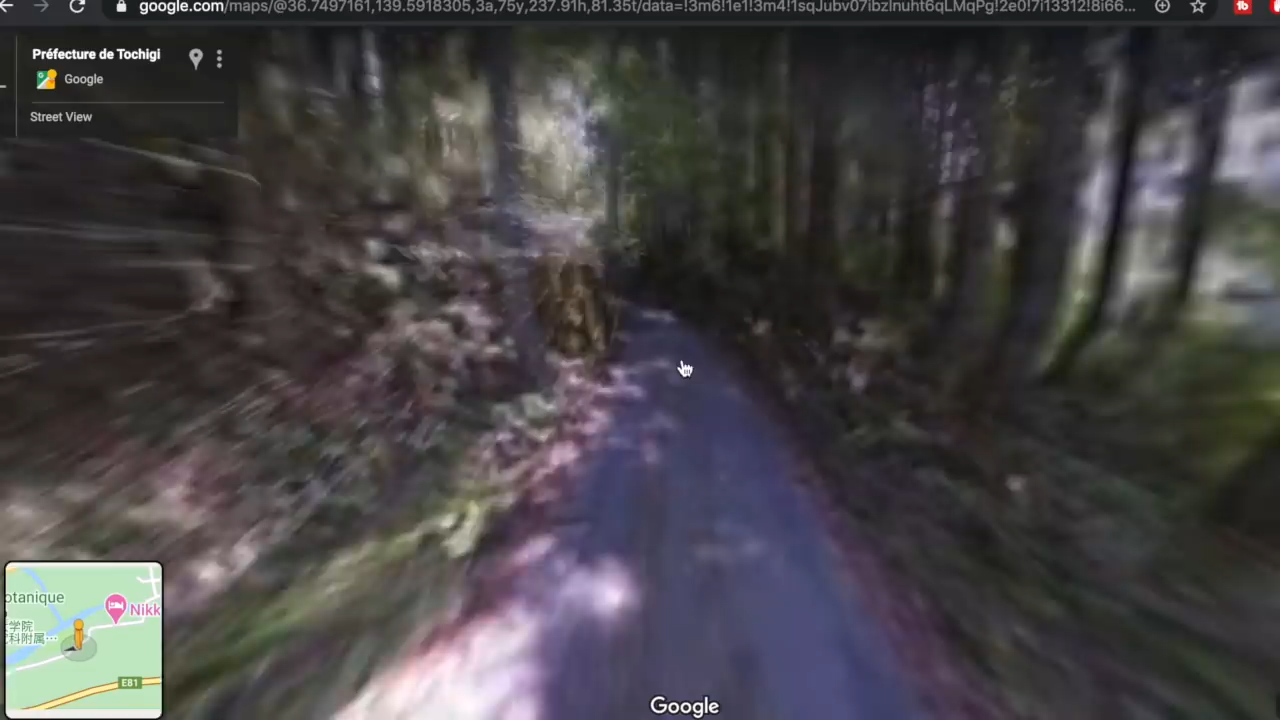 google.com/maps/@36.7497161,139.5918305,3a,75y,237.91h,81.35t/data=!3m6!1e1!3m4!1sqJubv07ibzlnuht6qLMqPg!2e0!7i13312!8i66...
Préfecture de Tochigi
Google
Street View
otanique
Nikk
学院
科附属…
E81
Google